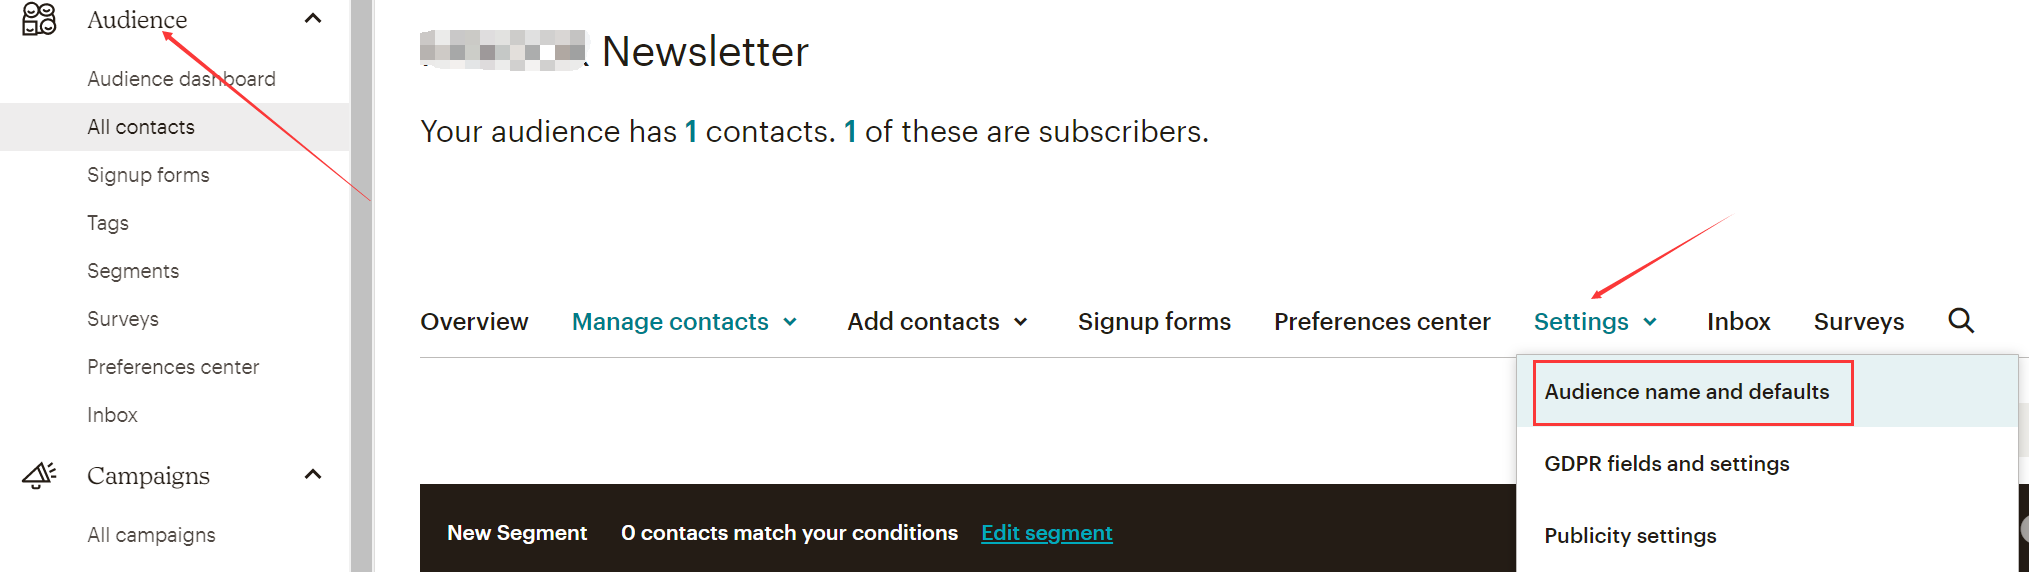 Audience
Audience dashboard
All contacts
Signup forms
Tags
Segments
Surveys
Preferences center
Inbox
Campaigns
All campaigns
Newsletter
Your audience has 1 contacts. 1 of these are subscribers.
Overview Manage contacts Add contacts Signup forms Preferences center Settings Inbox Surveys
Audience name and defaults
GDPR fields and settings
Publicity settings
New Segment 0 contacts match your conditions Edit segment